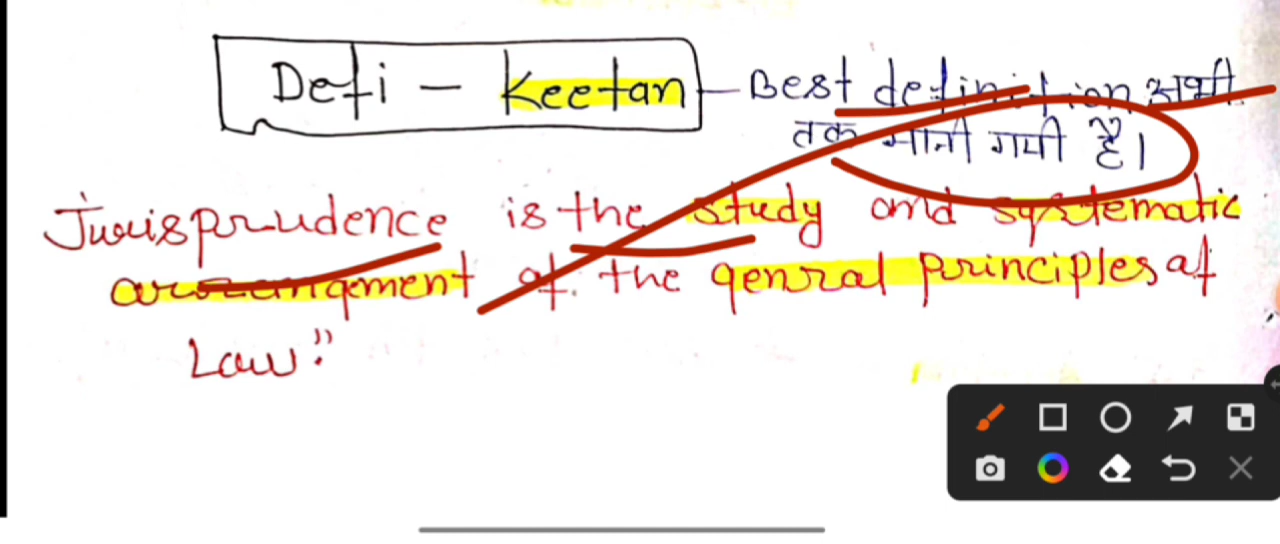 Defi - Keetan - Best definition अभी
तक मानी गयी है।
Jurisprudence is the study and systematic
arrangement of the genral principles of
Law."